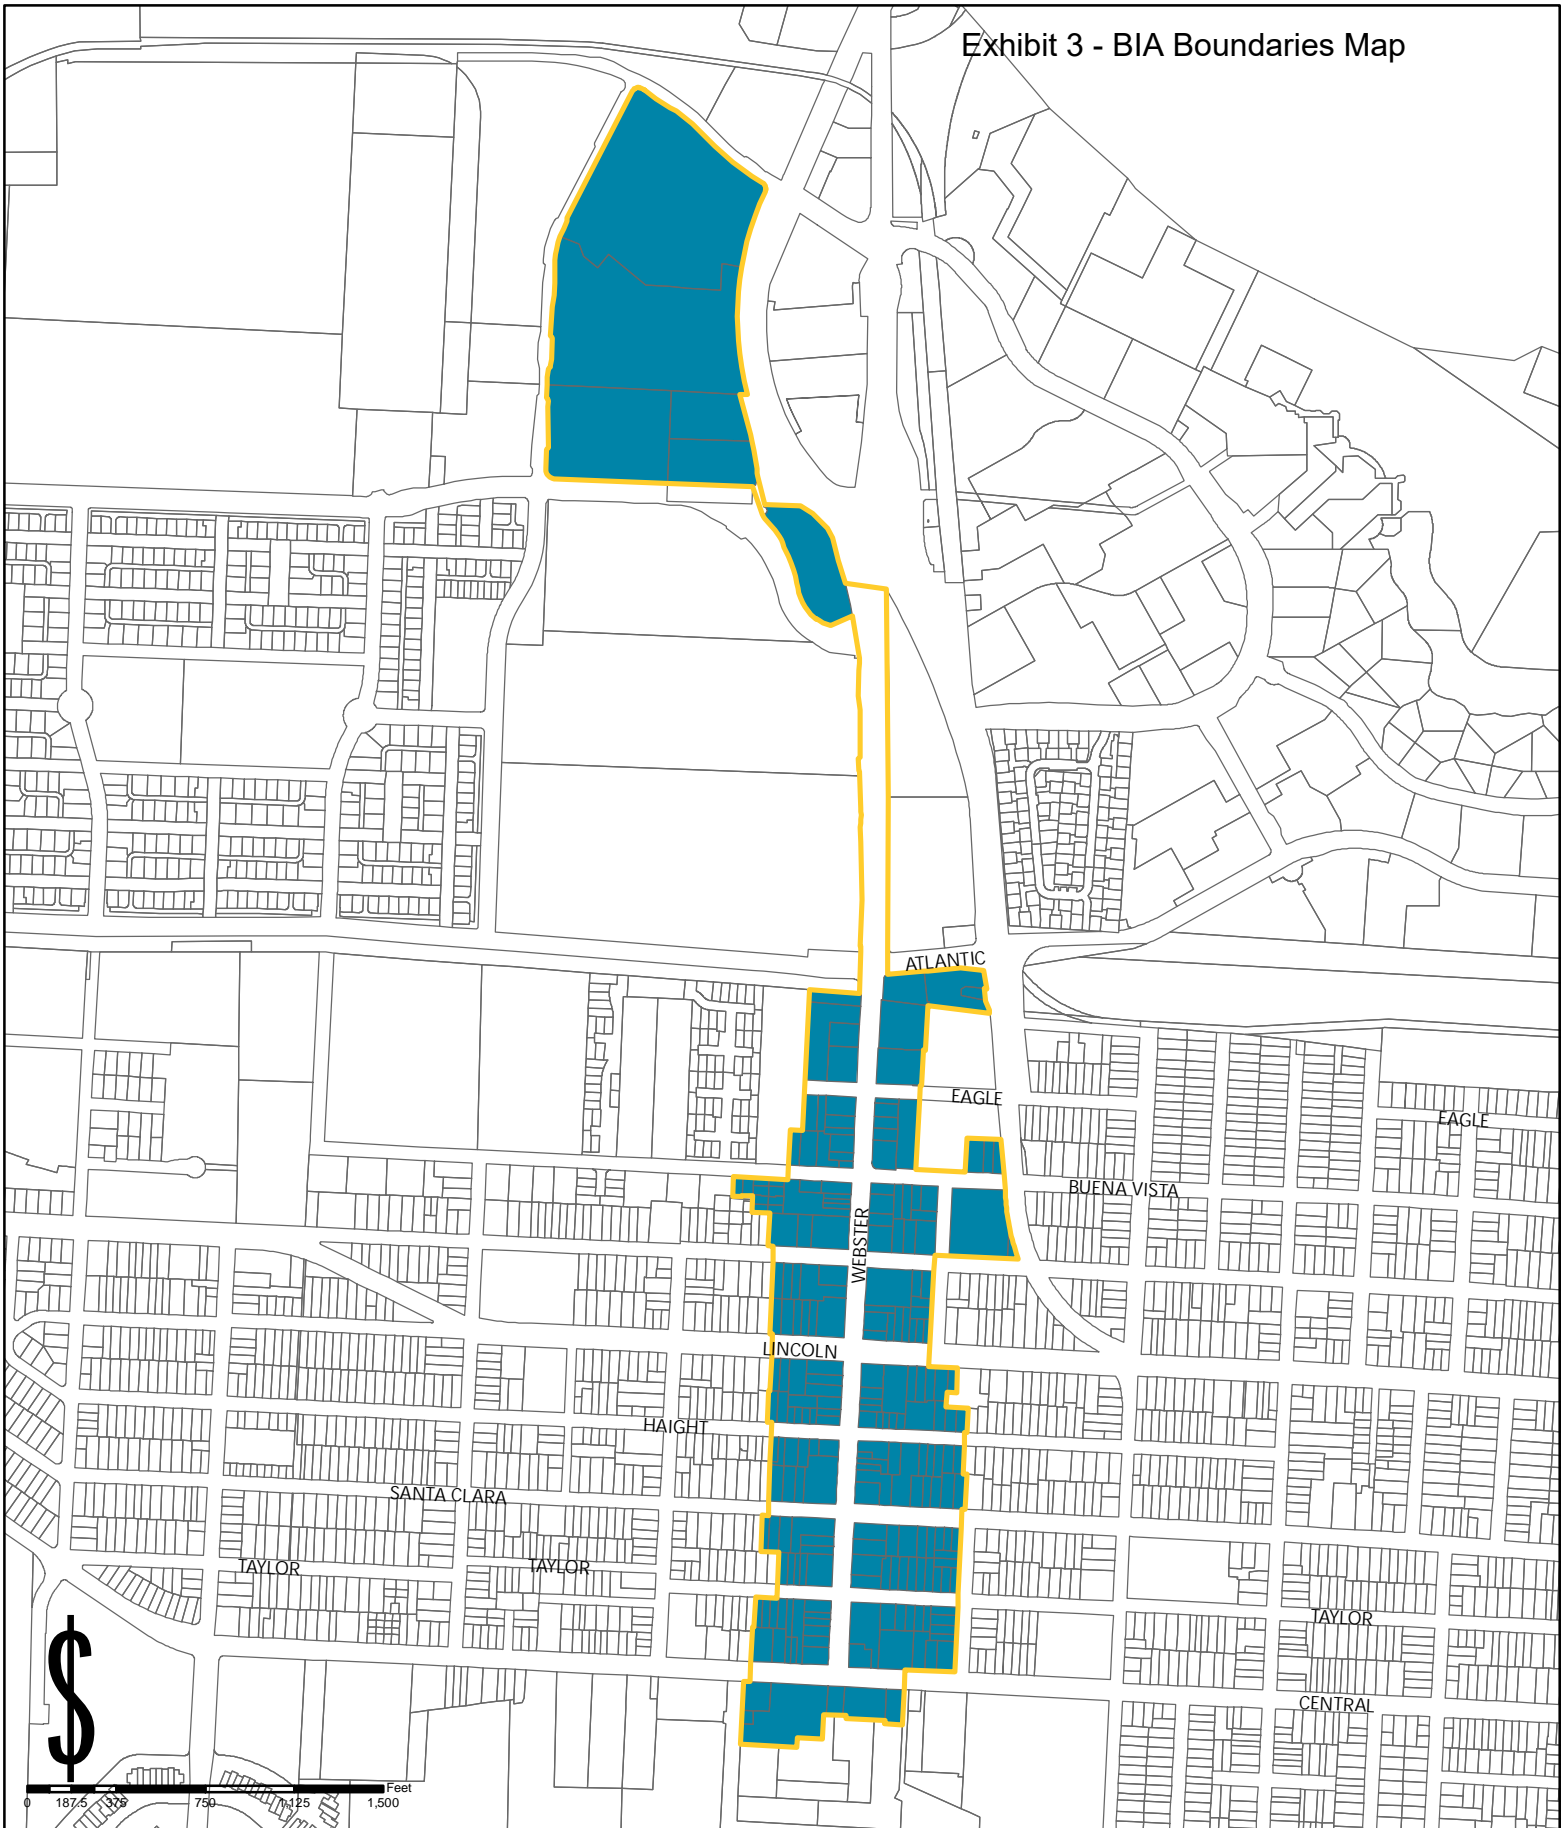 Exhibit 3 - BIA Boundaries Map
ATLANTIC
EAGLE
EAGLE
BUENA VISTA
WEBSTER
LINCOLN
HAIGHT
SANTA CLARA
TAYLOR
TAYLOR
TAYLOR
CENTRAL
$
Feet
0 187.5 375 750 1,125 1,500